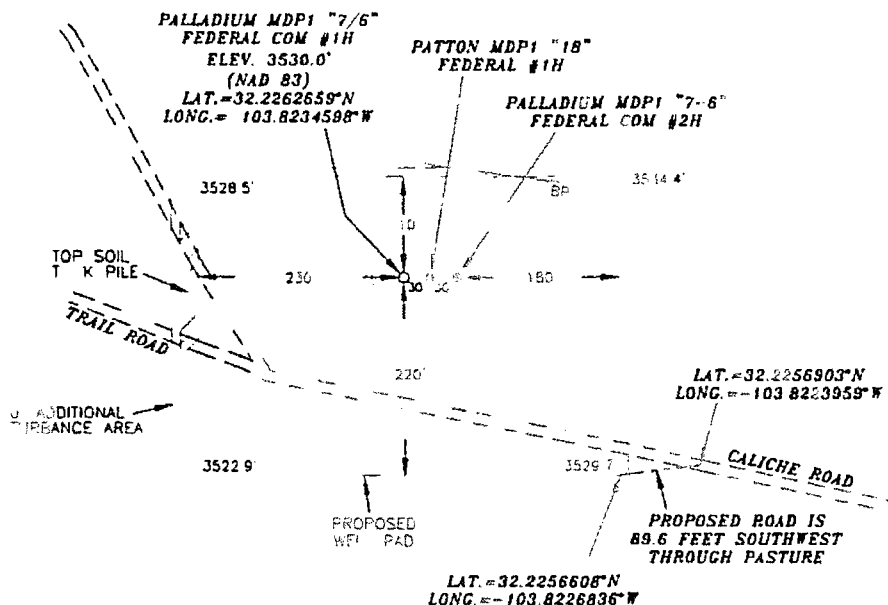 PALLADIUM MDP1 "7/6"
FEDERAL COM #1H
ELEV. 3530.0'
(NAD 83)
LAT.=32.2262659°N
LONG.= 103.8234598°W
PATTON MDP1 "18"
FEDERAL #1H
PALLADIUM MDP1 "7-6"
FEDERAL COM #2H
3528.5'
BP
TOP SOIL
PILE
230
30
180
TRAIL ROAD
220'
LAT.=32.2256903°N
LONG.=-103.8223959°W
ADDITIONAL
AREA
3522.9'
3529.7
CALICHE ROAD
PROPOSED
PAD
PROPOSED ROAD IS
89.6 FEET SOUTHWEST
THROUGH PASTURE
LAT.=32.2256608°N
LONG.=-103.8226836°W